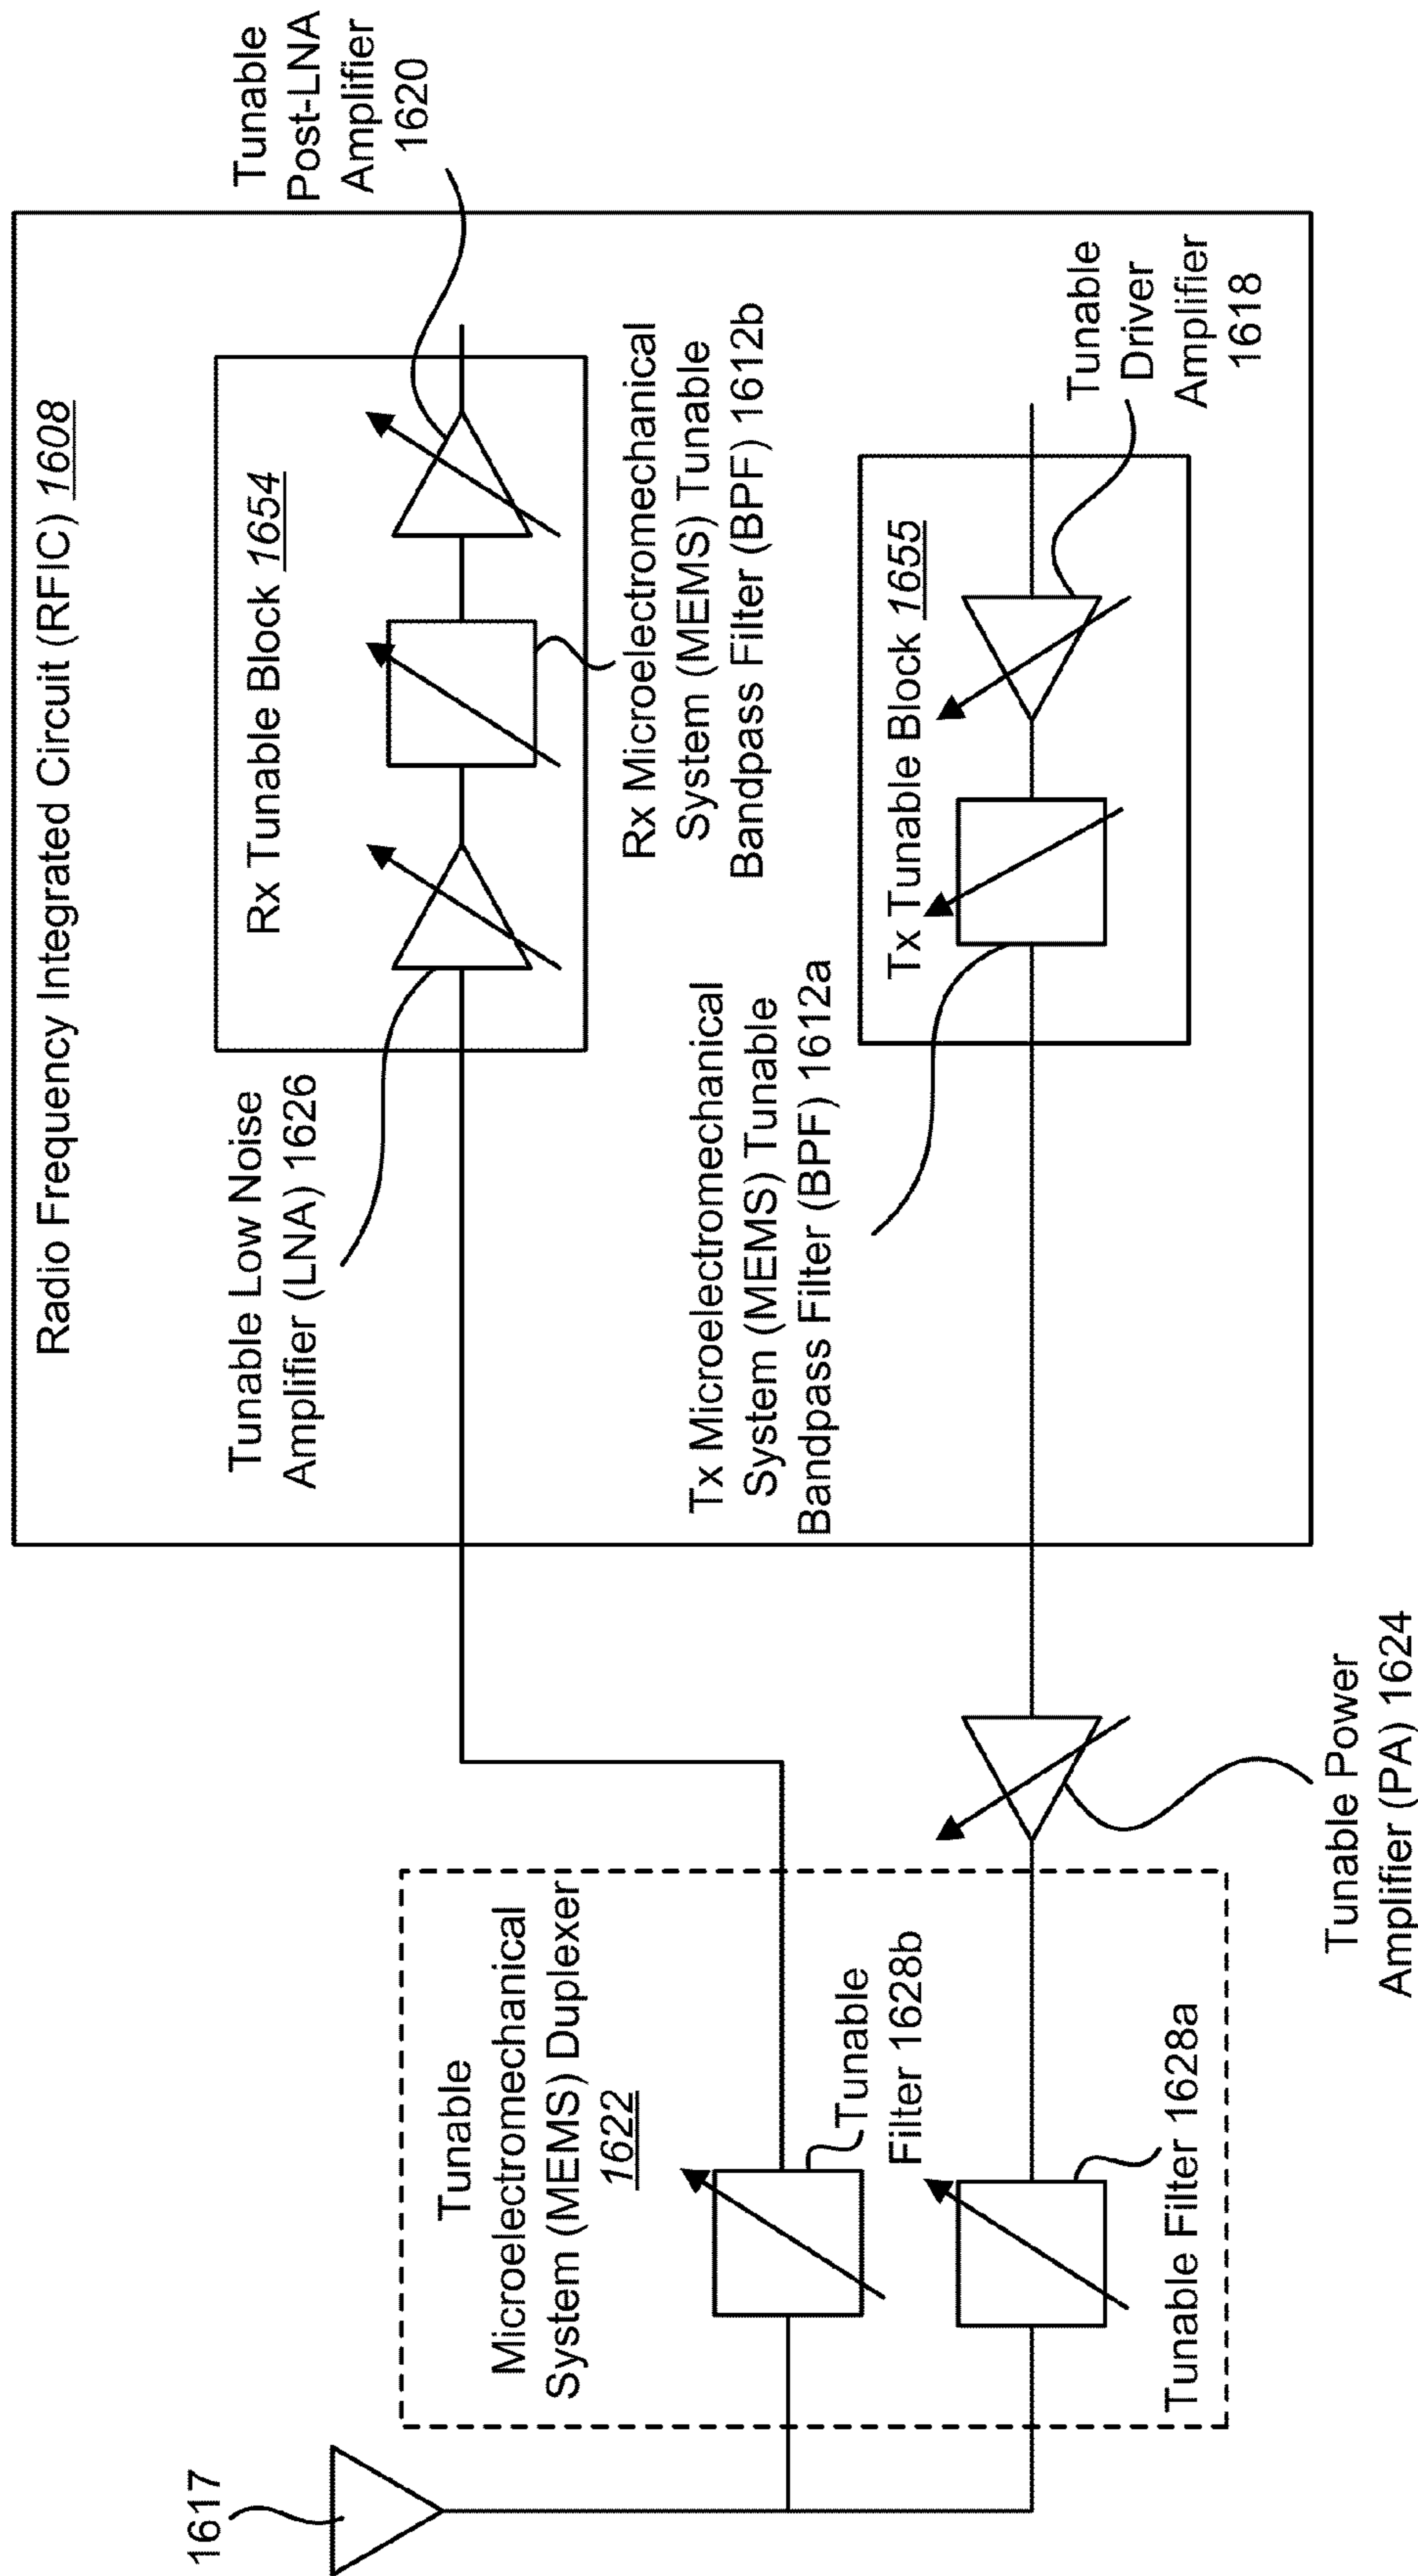 Radio Frequency Integrated Circuit (RFIC) 1608
Tunable
Post-LNA
Amplifier
1620
Rx Tunable Block 1654
Tunable Low Noise
Amplifier (LNA) 1626
Rx Microelectromechanical
System (MEMS) Tunable
Bandpass Filter (BPF) 1612b
Tx Microelectromechanical
System (MEMS) Tunable
Bandpass Filter (BPF) 1612a
Tx Tunable Block 1655
Tunable
Driver
Amplifier
1618
1617
Tunable
Microelectromechanical
System (MEMS) Duplexer
1622
Tunable
Filter 1628b
Tunable Filter 1628a
Tunable Power
Amplifier (PA) 1624